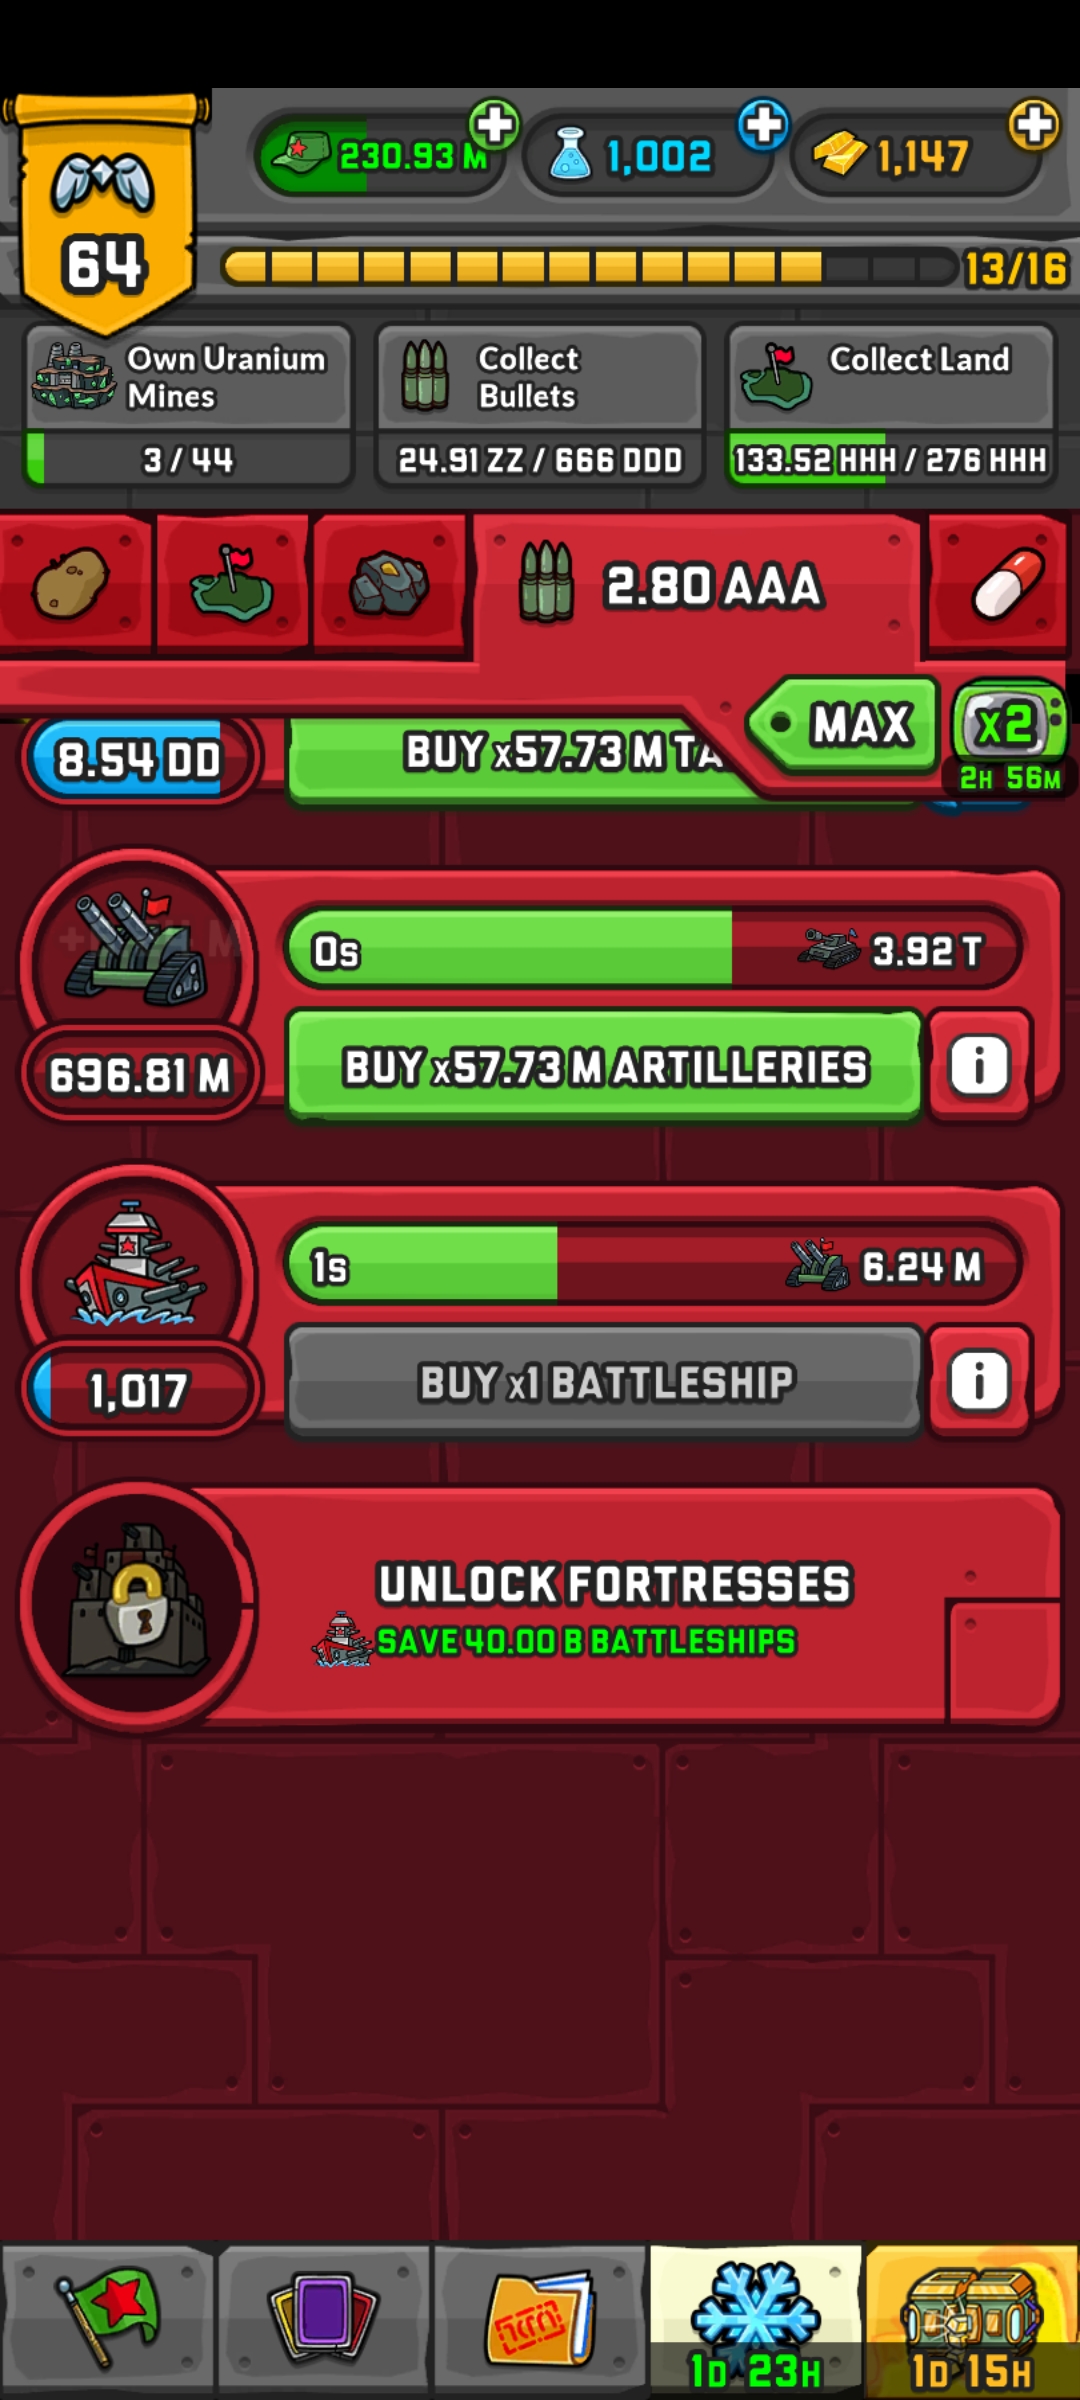 230.93 M
1,002
1,147
64
13/16
Own Uranium
Mines
3 / 44
Collect
Bullets
24.91 ZZ / 666 DDD
Collect Land
133.52 HHH / 276 HHH
2.80 AAA
MAX
x2
2H 56M
8.54 DD
BUY x57.73 M TA
0s
3.92 T
696.81 M
BUY x57.73 M ARTILLERIES
i
1s
6.24 M
1,017
BUY x1 BATTLESHIP
i
UNLOCK FORTRESSES
SAVE 40.00 B BATTLESHIPS
1D 23H
1D 15H